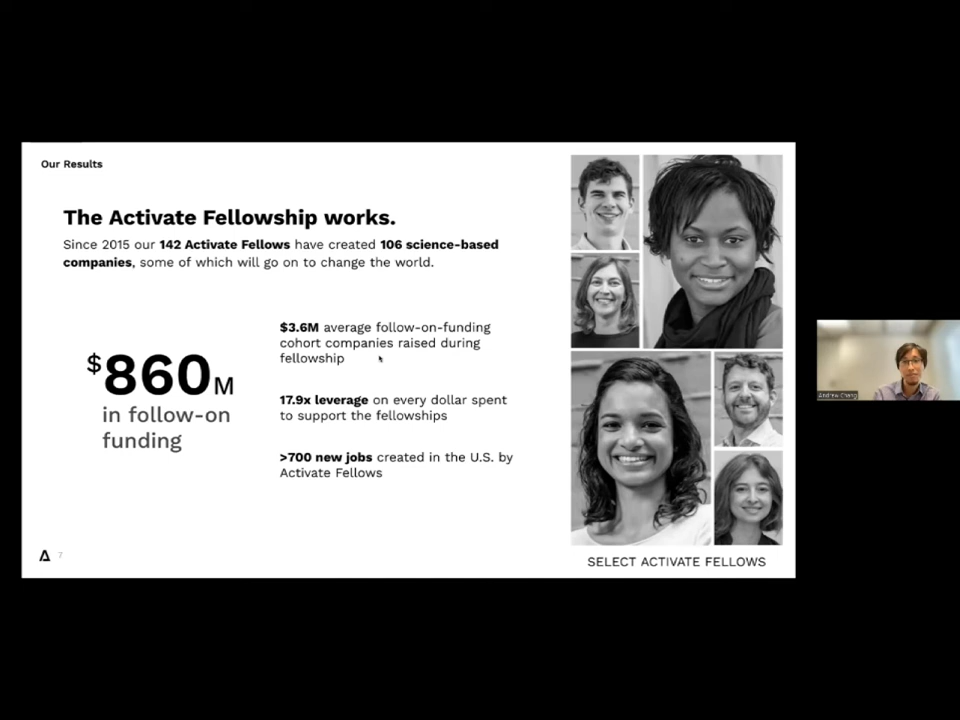 Our Results
The Activate Fellowship works.
Since 2015 our 142 Activate Fellows have created 106 science-based
companies, some of which will go on to change the world.
$860M
in follow-on
funding
$3.6M average follow-on-funding
cohort companies raised during
fellowship
17.9x leverage on every dollar spent
to support the fellowships
>700 new jobs created in the U.S. by
Activate Fellows
SELECT ACTIVATE FELLOWS
7
Andrew Chang